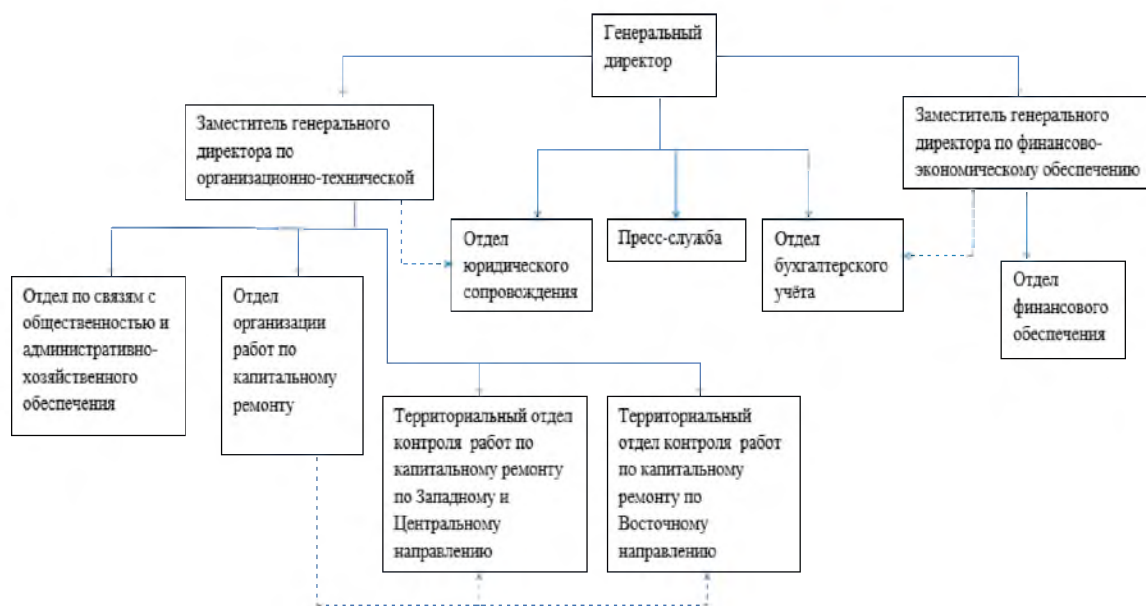 Генеральный
директор
Заместитель генерального
директора по
организационно-технической
Заместитель генерального
директора по финансово-
экономическому обеспечению
Отдел
юридического
сопровождения
Пресс-служба
Отдел
бухгалтерского
учёта
Отдел
финансового
обеспечения
Отдел по связям с
общественностью и
административно-
хозяйственного
обеспечения
Отдел
организации
работ по
капитальному
ремонту
Территориальный отдел
контроля работ по
капитальному ремонту
по Западному и
Центральному
направлению
Территориальный
отдел контроля работ
по капитальному
ремонту по
Восточному
направлению